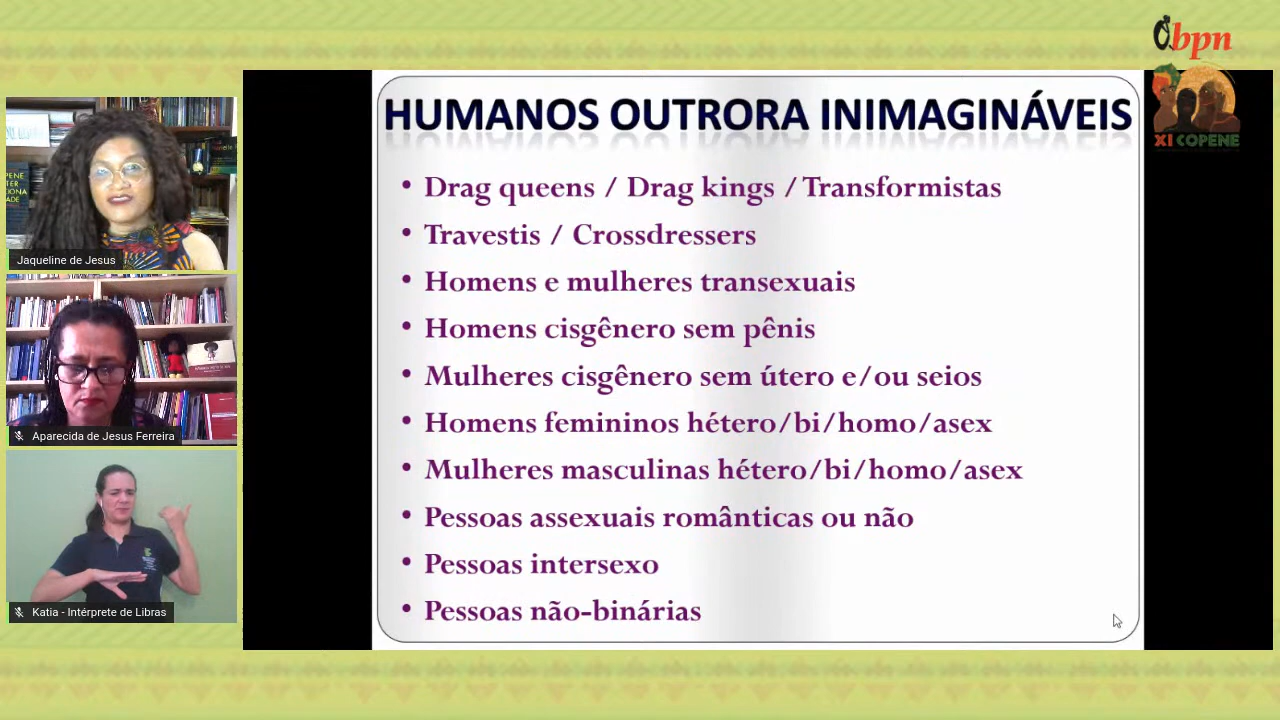 bpn
XI COPENE
HUMANOS OUTRORA INIMAGINÁVEIS
• Drag queens / Drag kings / Transformistas
• Travestis / Crossdressers
• Homens e mulheres transexuais
• Homens cisgênero sem pênis
• Mulheres cisgênero sem útero e/ou seios
• Homens femininos hétero/bi/homo/asex
• Mulheres masculinas hétero/bi/homo/asex
• Pessoas assexuais românticas ou não
• Pessoas intersexo
• Pessoas não-binárias
Jaqueline de Jesus
Aparecida de Jesus Ferreira
Katia - Intérprete de Libras